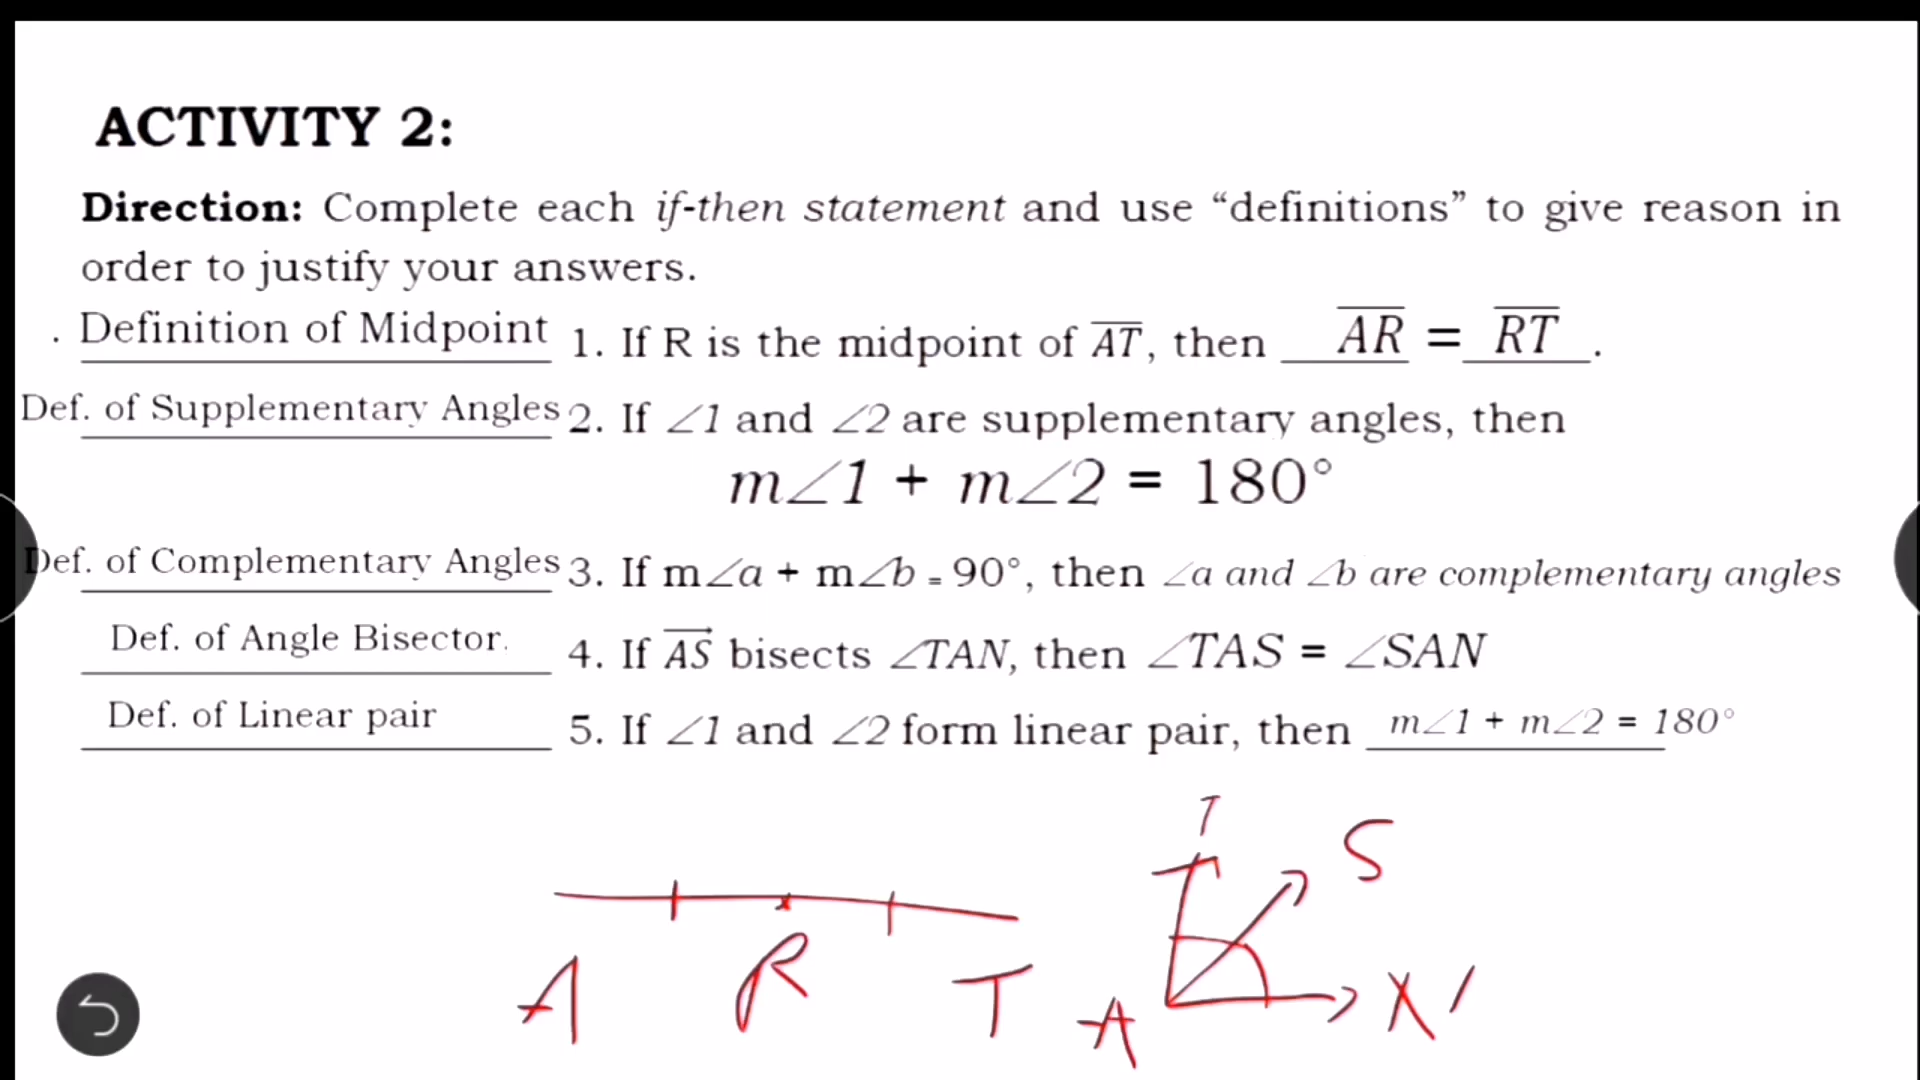 ACTIVITY 2:
Direction: Complete each if-then statement and use “definitions” to give reason in
order to justify your answers.
. Definition of Midpoint 1. If R is the midpoint of A͞T͞, then A͞R͞ = R͞T͞.
Def. of Supplementary Angles 2. If ∠1 and ∠2 are supplementary angles, then
m∠1 + m∠2 = 180°
Def. of Complementary Angles 3. If m∠a + m∠b = 90°, then ∠a and ∠b are complementary angles
Def. of Angle Bisector. 4. If A⃗S⃗ bisects ∠TAN, then ∠TAS = ∠SAN
Def. of Linear pair 5. If ∠1 and ∠2 form linear pair, then m∠1 + m∠2 = 180°
T
S
A R T
A